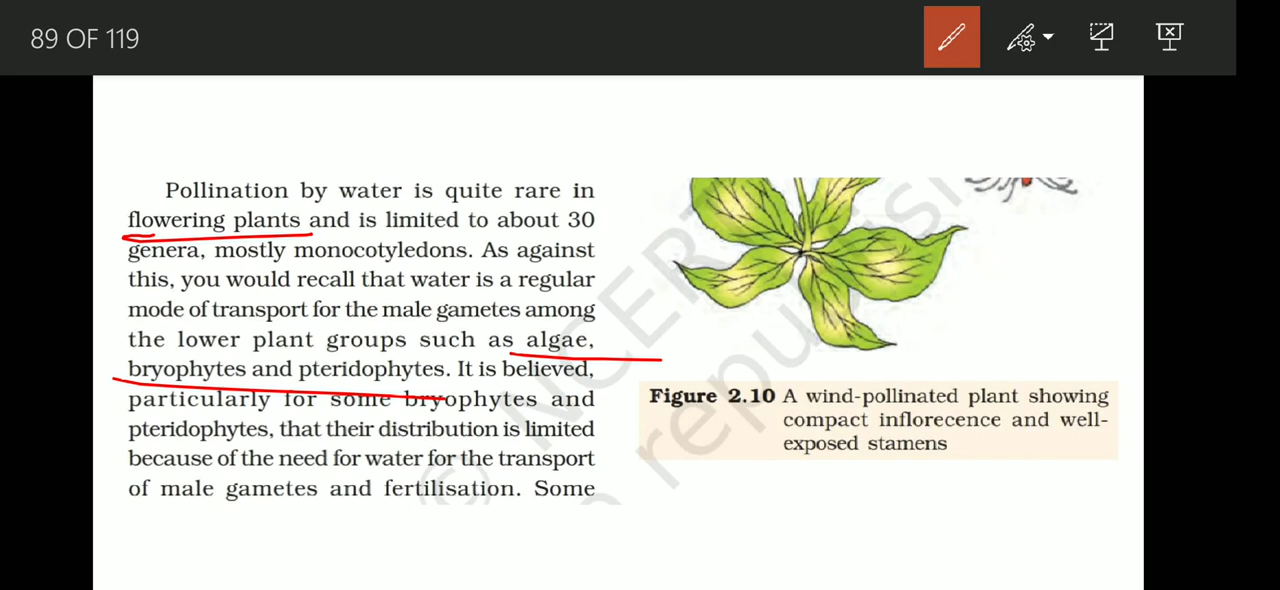 89 OF 119
Pollination by water is quite rare in
flowering plants and is limited to about 30
genera, mostly monocotyledons. As against
this, you would recall that water is a regular
mode of transport for the male gametes among
the lower plant groups such as algae,
bryophytes and pteridophytes. It is believed,
particularly for some bryophytes and
pteridophytes, that their distribution is limited
because of the need for water for the transport
of male gametes and fertilisation. Some
Figure 2.10 A wind-pollinated plant showing
compact inflorecence and well-
exposed stamens
© NCERT
republis